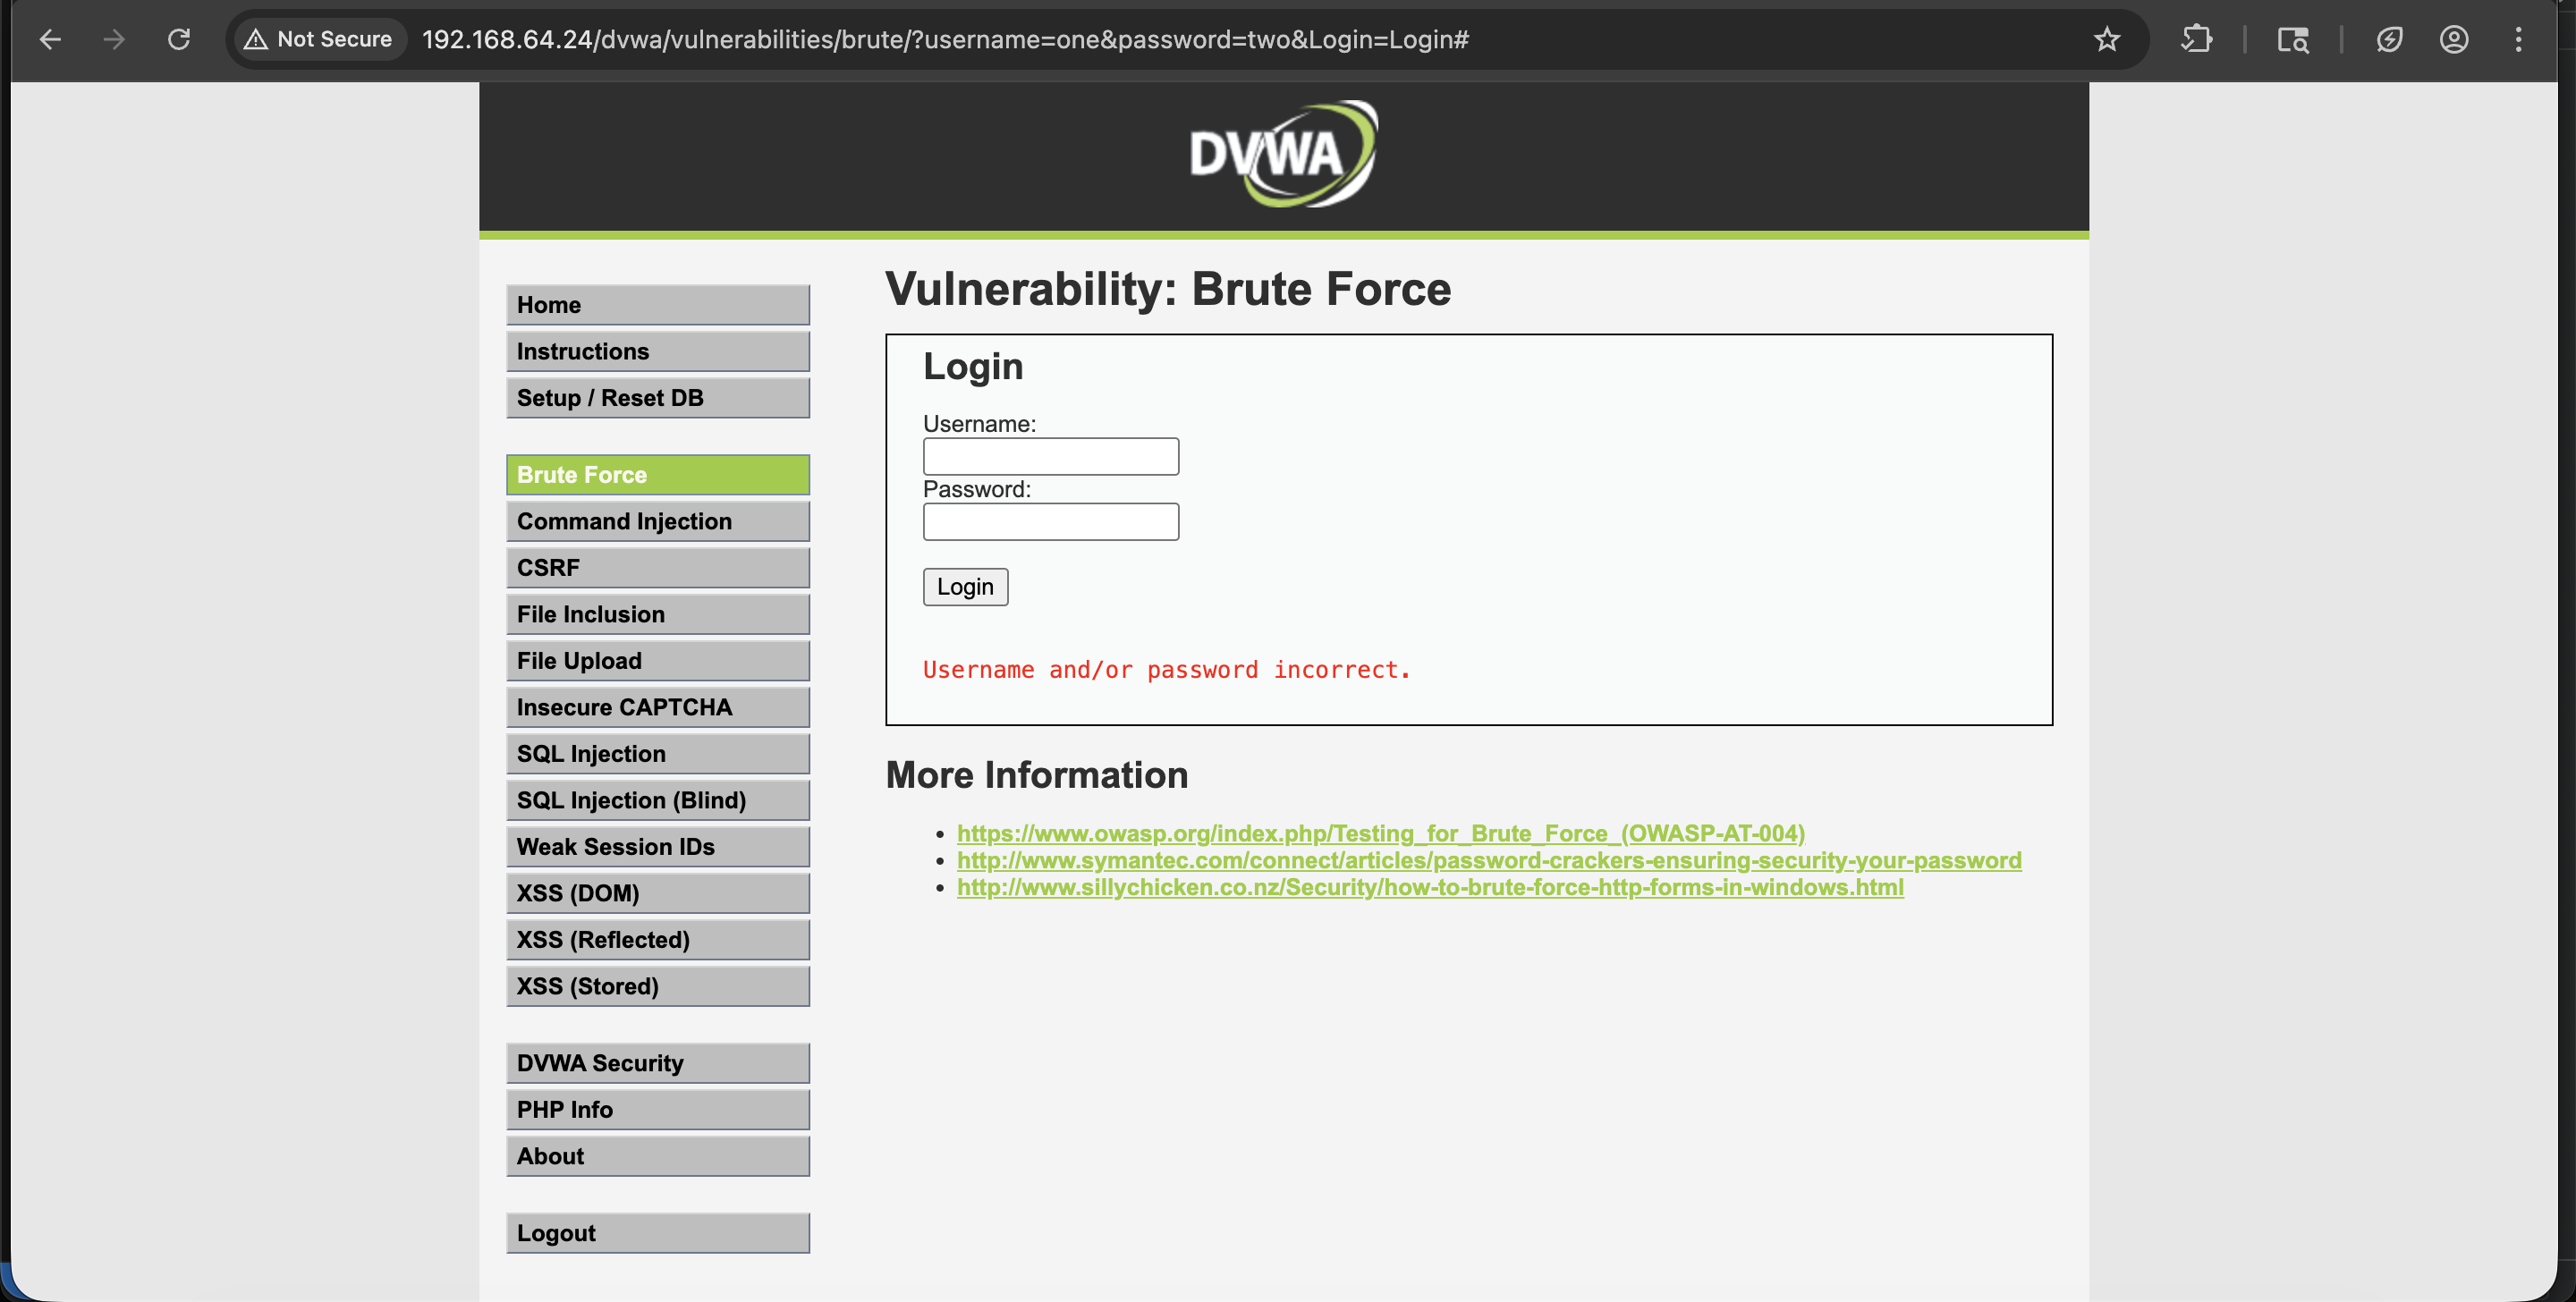 Not Secure 192.168.64.24/dvwa/vulnerabilities/brute/?username=one&password=two&Login=Login#
DVWA
Home
Instructions
Setup / Reset DB
Brute Force
Command Injection
CSRF
File Inclusion
File Upload
Insecure CAPTCHA
SQL Injection
SQL Injection (Blind)
Weak Session IDs
XSS (DOM)
XSS (Reflected)
XSS (Stored)
DVWA Security
PHP Info
About
Logout
Vulnerability: Brute Force
Login
Username:
Password:
Login
Username and/or password incorrect.
More Information
https://www.owasp.org/index.php/Testing_for_Brute_Force_(OWASP-AT-004)
http://www.symantec.com/connect/articles/password-crackers-ensuring-security-your-password
http://www.sillychicken.co.nz/Security/how-to-brute-force-http-forms-in-windows.html